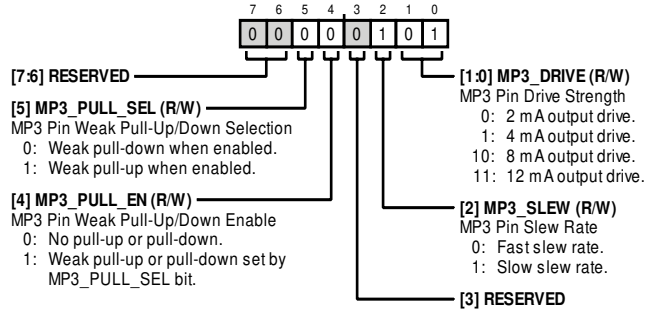 7 6 5 4 3 2 1 0
0 0 0 0 0 1 0 1
[7:6] RESERVED
[5] MP3_PULL_SEL (R/W)
MP3 Pin Weak Pull-Up/Down Selection
0: Weak pull-down when enabled.
1: Weak pull-up when enabled.
[4] MP3_PULL_EN (R/W)
MP3 Pin Weak Pull-Up/Down Enable
0: No pull-up or pull-down.
1: Weak pull-up or pull-down set by
MP3_PULL_SEL bit.
[1:0] MP3_DRIVE (R/W)
MP3 Pin Drive Strength
0: 2 mA output drive.
1: 4 mA output drive.
10: 8 mA output drive.
11: 12 mA output drive.
[2] MP3_SLEW (R/W)
MP3 Pin Slew Rate
0: Fast slew rate.
1: Slow slew rate.
[3] RESERVED